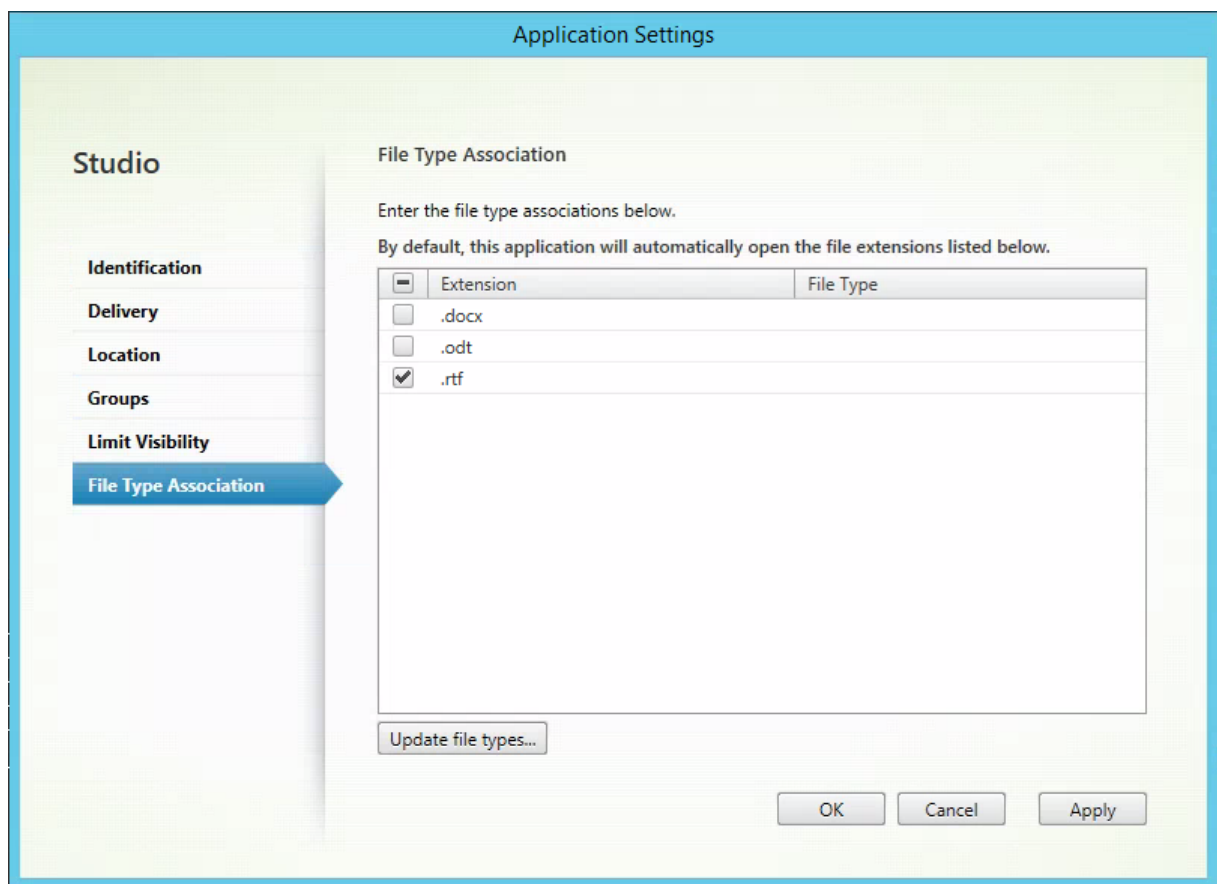 Application Settings
Studio
Identification
Delivery
Location
Groups
Limit Visibility
File Type Association
File Type Association
Enter the file type associations below.
By default, this application will automatically open the file extensions listed below.
Extension File Type
.docx
.odt
.rtf
Update file types...
OK Cancel Apply